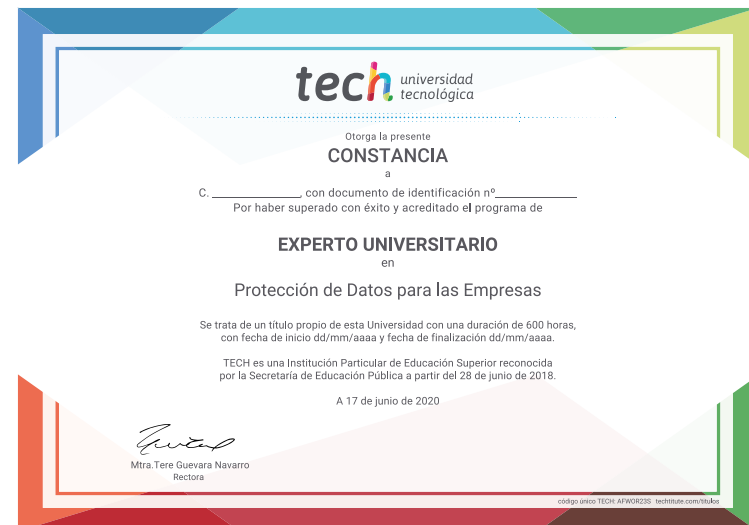 tech universidad
tecnológica
Otorga la presente
CONSTANCIA
a
C. ______________, con documento de identificación nº______________
Por haber superado con éxito y acreditado el programa de
EXPERTO UNIVERSITARIO
en
Protección de Datos para las Empresas
Se trata de un título propio de esta Universidad con una duración de 600 horas,
con fecha de inicio dd/mm/aaaa y fecha de finalización dd/mm/aaaa.
TECH es una Institución Particular de Educación Superior reconocida
por la Secretaría de Educación Pública a partir del 28 de junio de 2018.
A 17 de junio de 2020
Mtra.Tere Guevara Navarro
Rectora
código único TECH: AFWOR23S techtitute.com/titulos